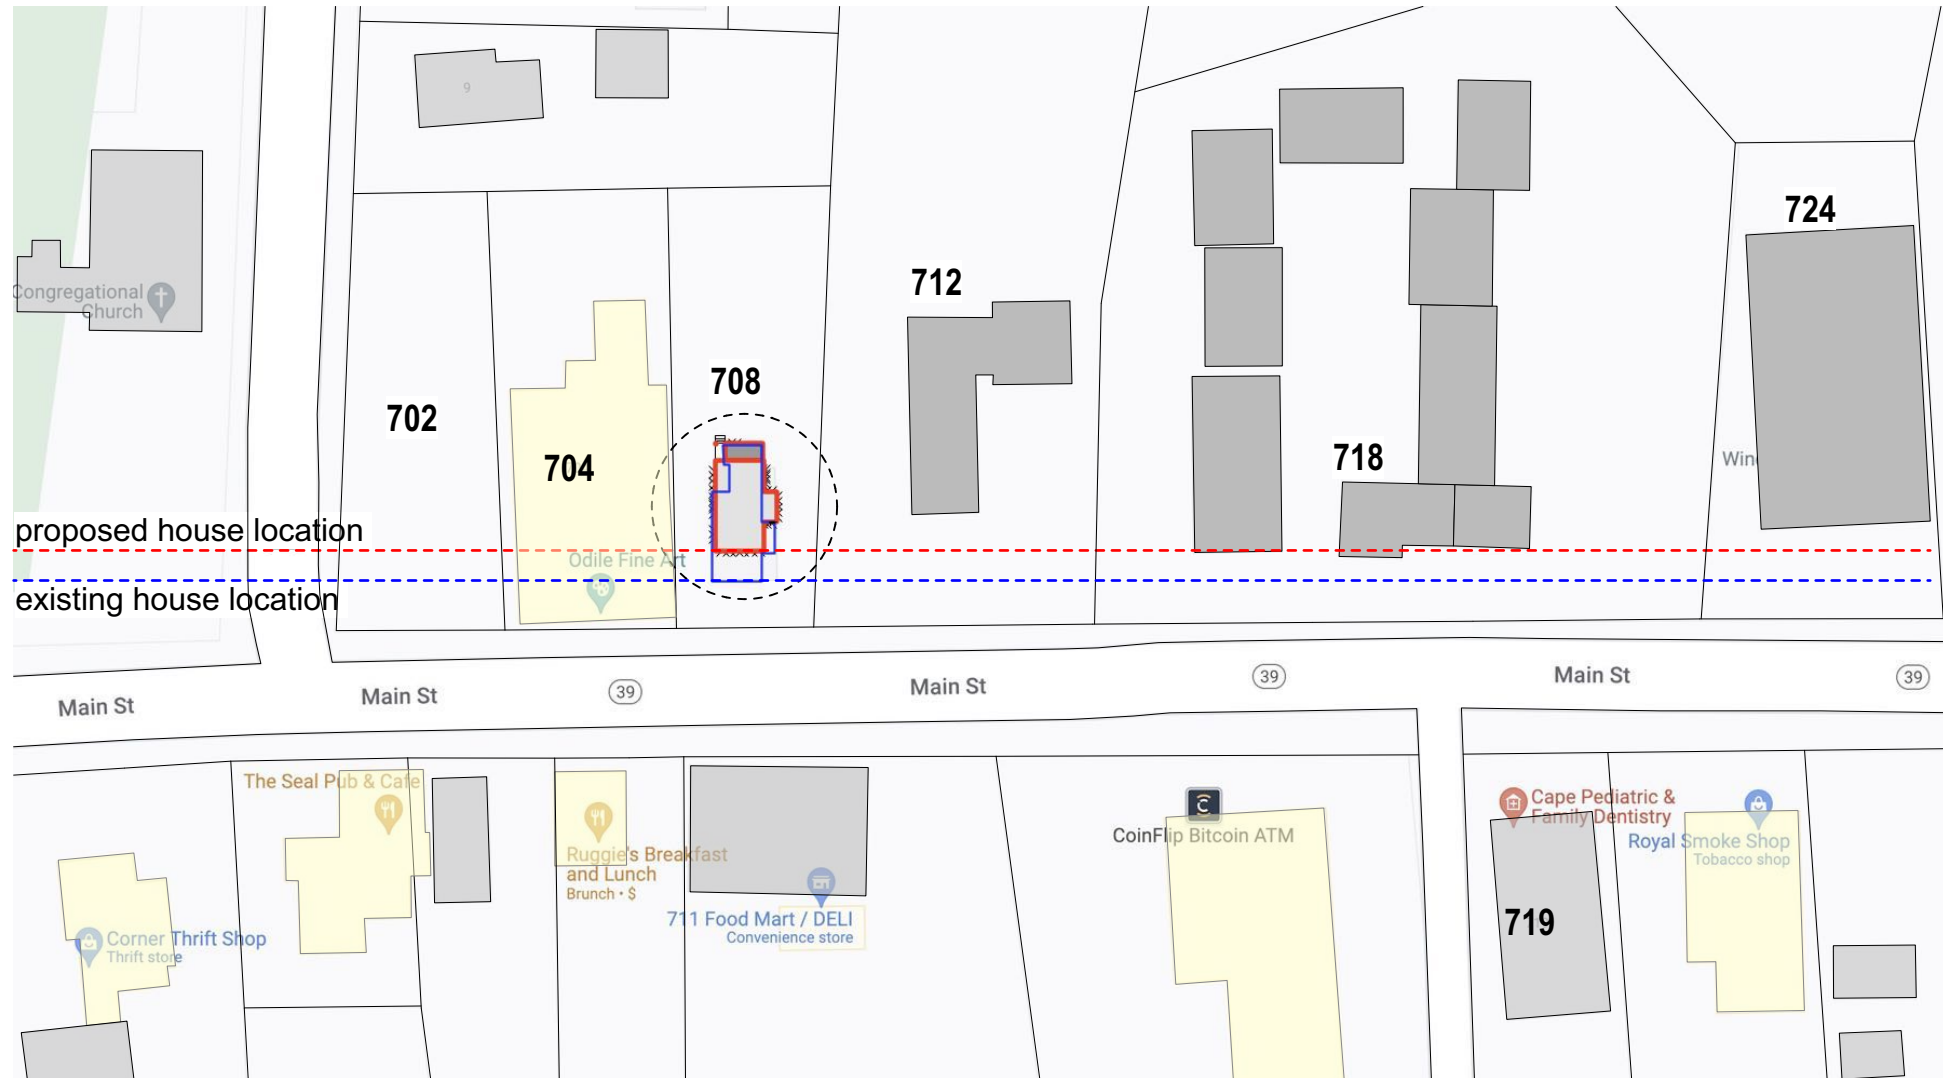 9
724
Congregational
Church
712
708
702
704
718
Win
proposed house location
Odile Fine Art
existing house location
Main St
Main St
39
Main St
39
Main St
39
The Seal Pub & Cafe
Ruggie's Breakfast
and Lunch
Brunch • $
711 Food Mart / DELI
Convenience store
Corner Thrift Shop
Thrift store
CoinFlip Bitcoin ATM
Cape Pediatric &
Family Dentistry
Royal Smoke Shop
Tobacco shop
719